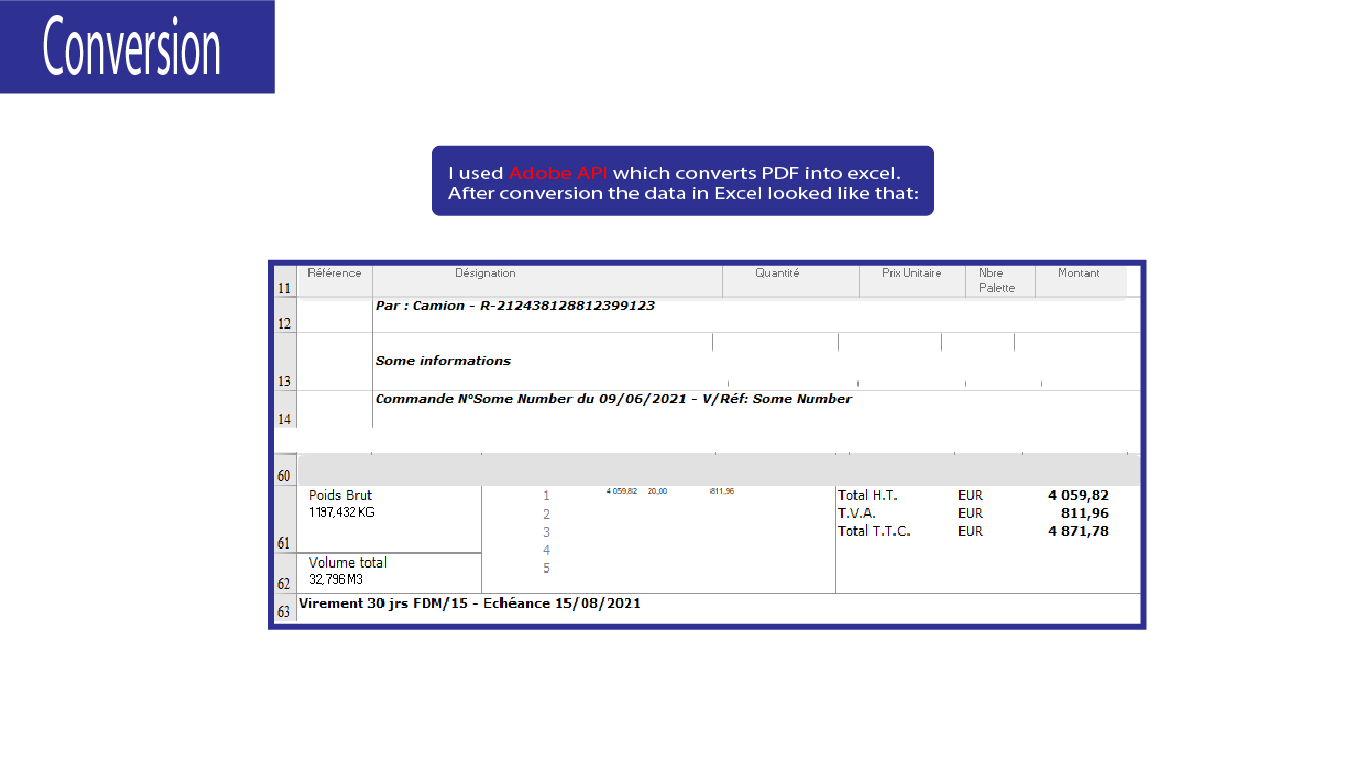 Conversion
I used Adobe API which converts PDF into excel.
After conversion the data in Excel looked like that:
11 Référence Désignation Quantité Prix Unitaire Nbre Palette Montant
12 Par : Camion - R-212438128812399123
13 Some informations
14 Commande N°Some Number du 09/06/2021 - V/Réf: Some Number
60
Poids Brut 1 4 059,82 20,00 811,96 Total H.T. EUR 4 059,82
1197,432 KG 2 T.V.A. EUR 811,96
3 Total T.T.C. EUR 4 871,78
61 4
Volume total 5
62 32,796 M3
63 Virement 30 jrs FDM/15 - Echéance 15/08/2021